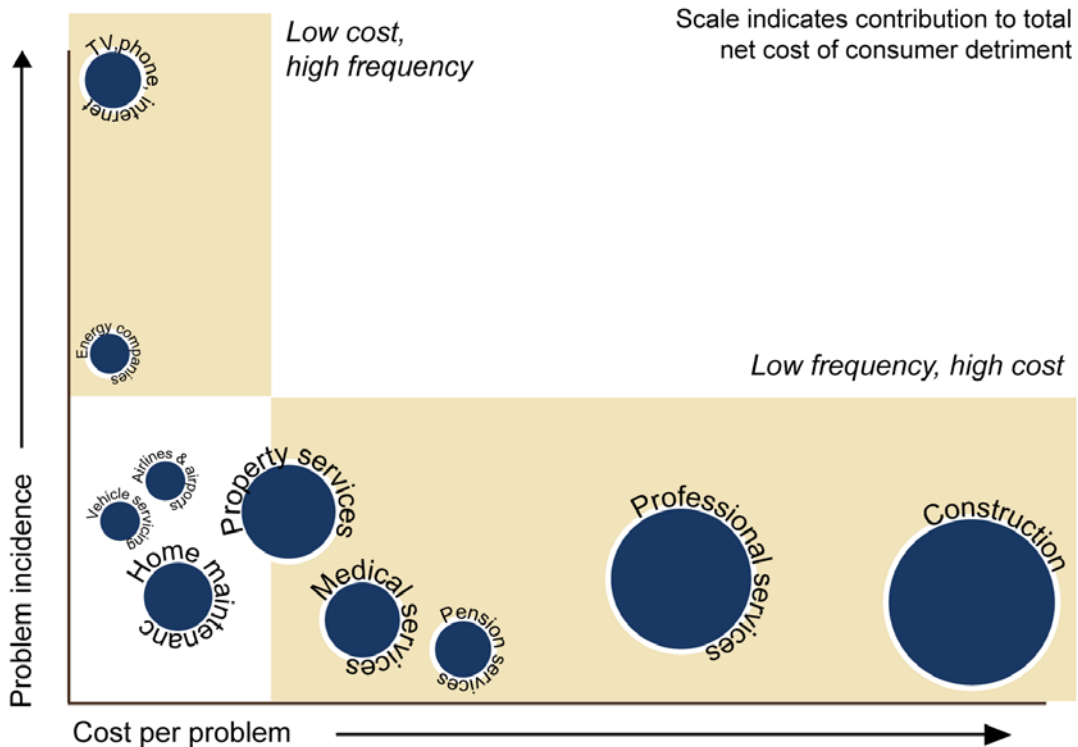 Scale indicates contribution to total
net cost of consumer detriment
Low cost,
high frequency
TV, phone, internet
Energy companies
Low frequency, high cost
Airlines & airports
Vehicle servicing
Home maintenanc
Property services
Medical services
Pension services
Professional services
Construction
Problem incidence
Cost per problem